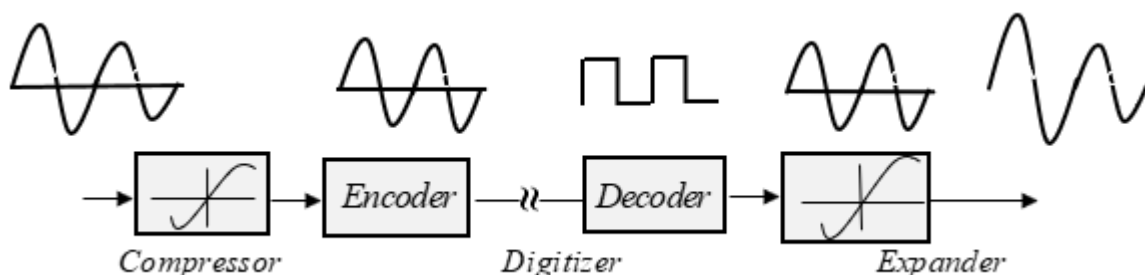 Encoder
Decoder
Compressor
Digitizer
Expander